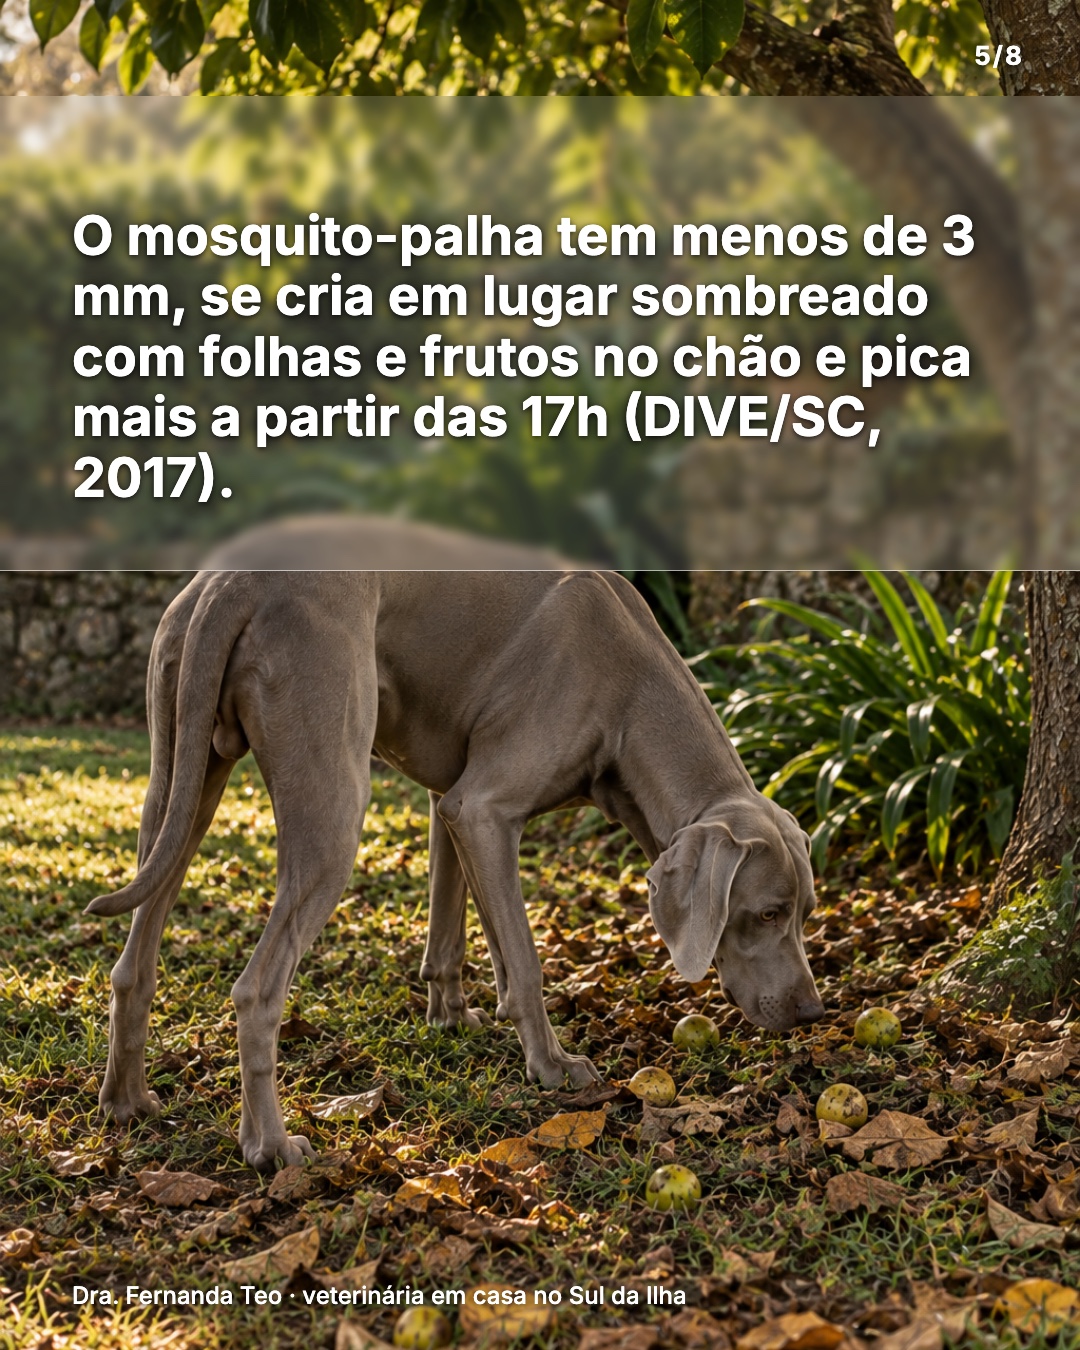 5/8
O mosquito-palha tem menos de 3
mm, se cria em lugar sombreado
com folhas e frutos no chão e pica
mais a partir das 17h (DIVE/SC,
2017).
Dra. Fernanda Teo · veterinária em casa no Sul da Ilha